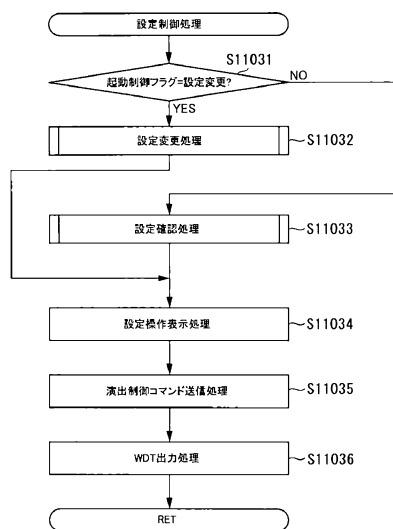 設定制御処理
S11031
起動制御フラグ=設定変更?
NO
YES
設定変更処理
S11032
設定確認処理
S11033
設定操作表示処理
S11034
演出制御コマンド送信処理
S11035
WDT出力処理
S11036
RET